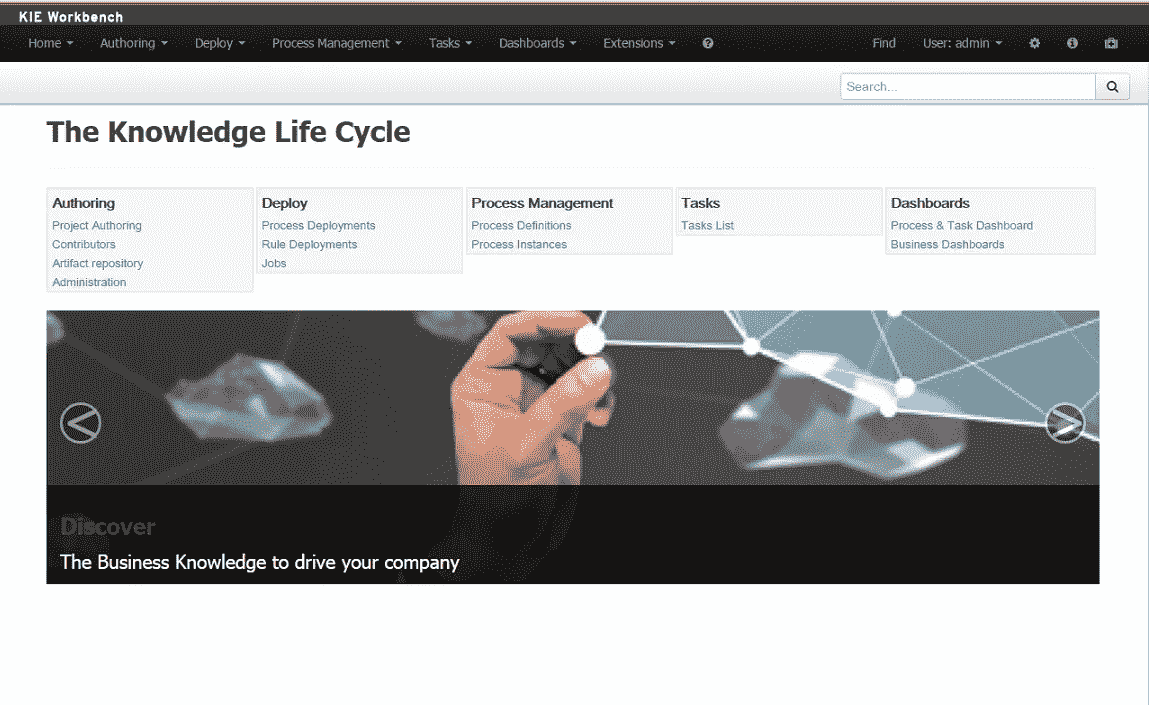 KIE Workbench
Home Authoring Deploy Process Management Tasks Dashboards Extensions Find User: admin
Search...
The Knowledge Life Cycle
Authoring Deploy Process Management Tasks Dashboards
Project Authoring Process Deployments Process Definitions Tasks List Process & Task Dashboard
Contributors Rule Deployments Process Instances Business Dashboards
Artifact repository Jobs
Administration
Discover
The Business Knowledge to drive your company